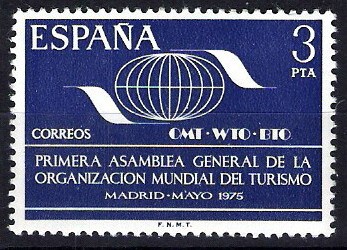 ESPAÑA 3
PTA
CORREOS OMT·WTO·BTO
PRIMERA ASAMBLEA GENERAL DE LA
ORGANIZACION MUNDIAL DEL TURISMO
MADRID-MAYO 1975
F.N.M.T.